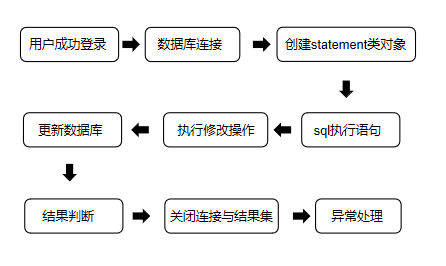 用户成功登录
数据库连接
创建statement类对象
更新数据库
执行修改操作
sql执行语句
结果判断
关闭连接与结果集
异常处理